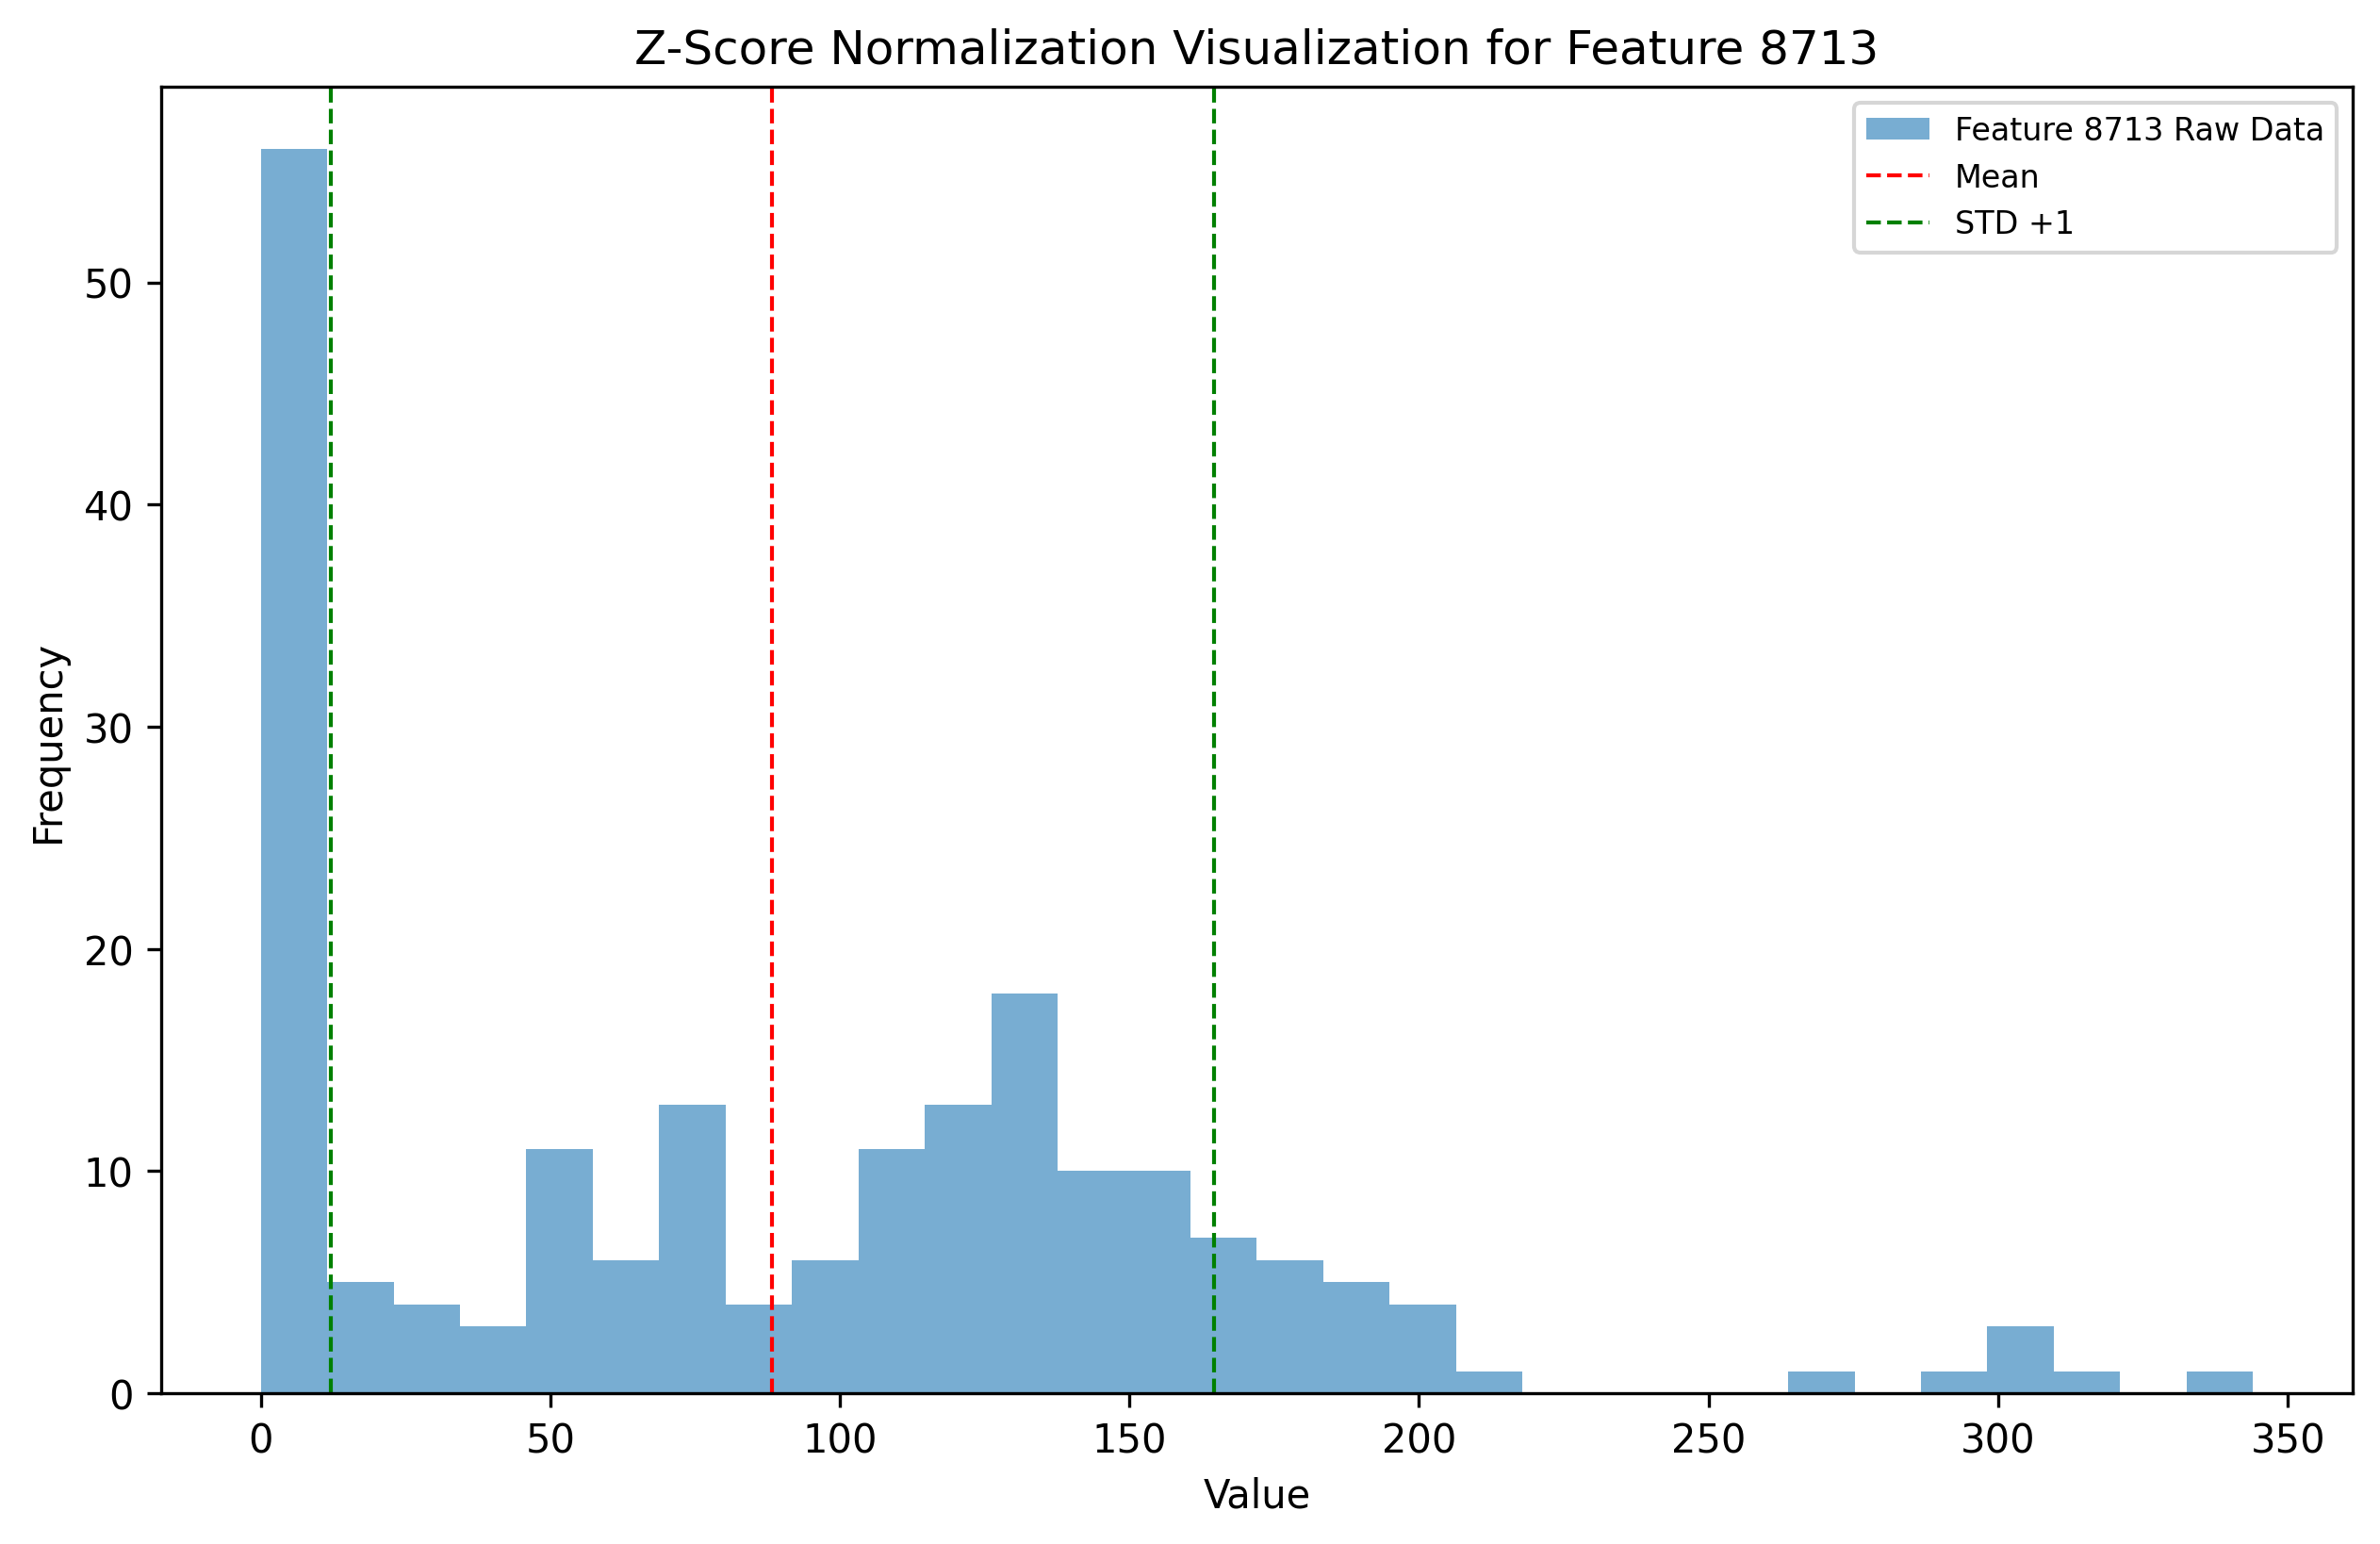 Z-Score Normalization Visualization for Feature 8713
Feature 8713 Raw Data
Mean
STD +1
50
40
30
20
10
0
Frequency
0 50 100 150 200 250 300 350
Value